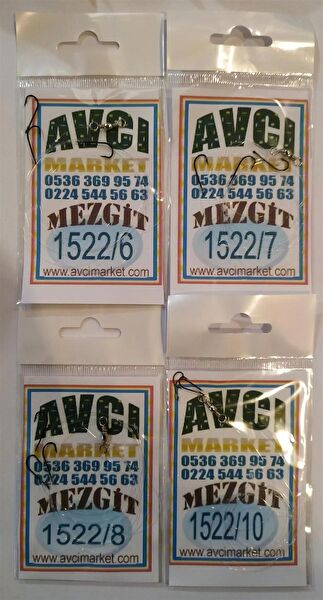 AVCI
MARKET
0536 369 95 74
0224 544 56 63
MEZGİT
1522/6
www.avcimarket.com
AVCI
MARKET
0536 369 95 74
0224 544 56 63
MEZGİT
1522/7
www.avcimarket.com
AVCI
MARKET
0536 369 95 74
0224 544 56 63
MEZGİT
1522/8
www.avcimarket.com
AVCI
MARKET
0536 369 95 74
0224 544 56 63
MEZGİT
1522/10
www.avcimarket.com